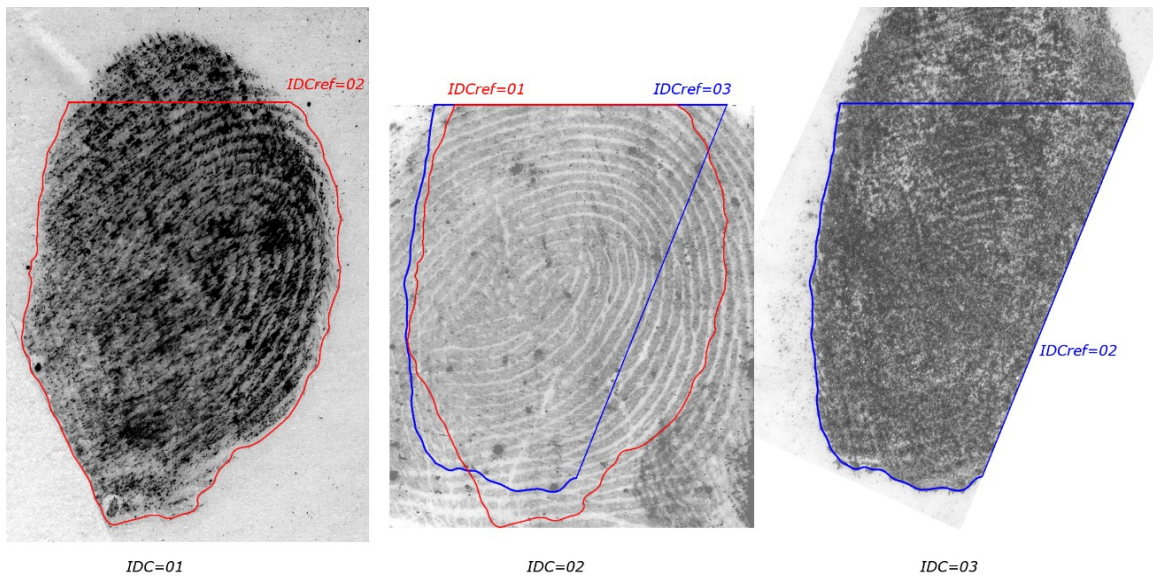 IDCref=02
IDCref=01
IDCref=03
IDCref=02
IDC=01
IDC=02
IDC=03